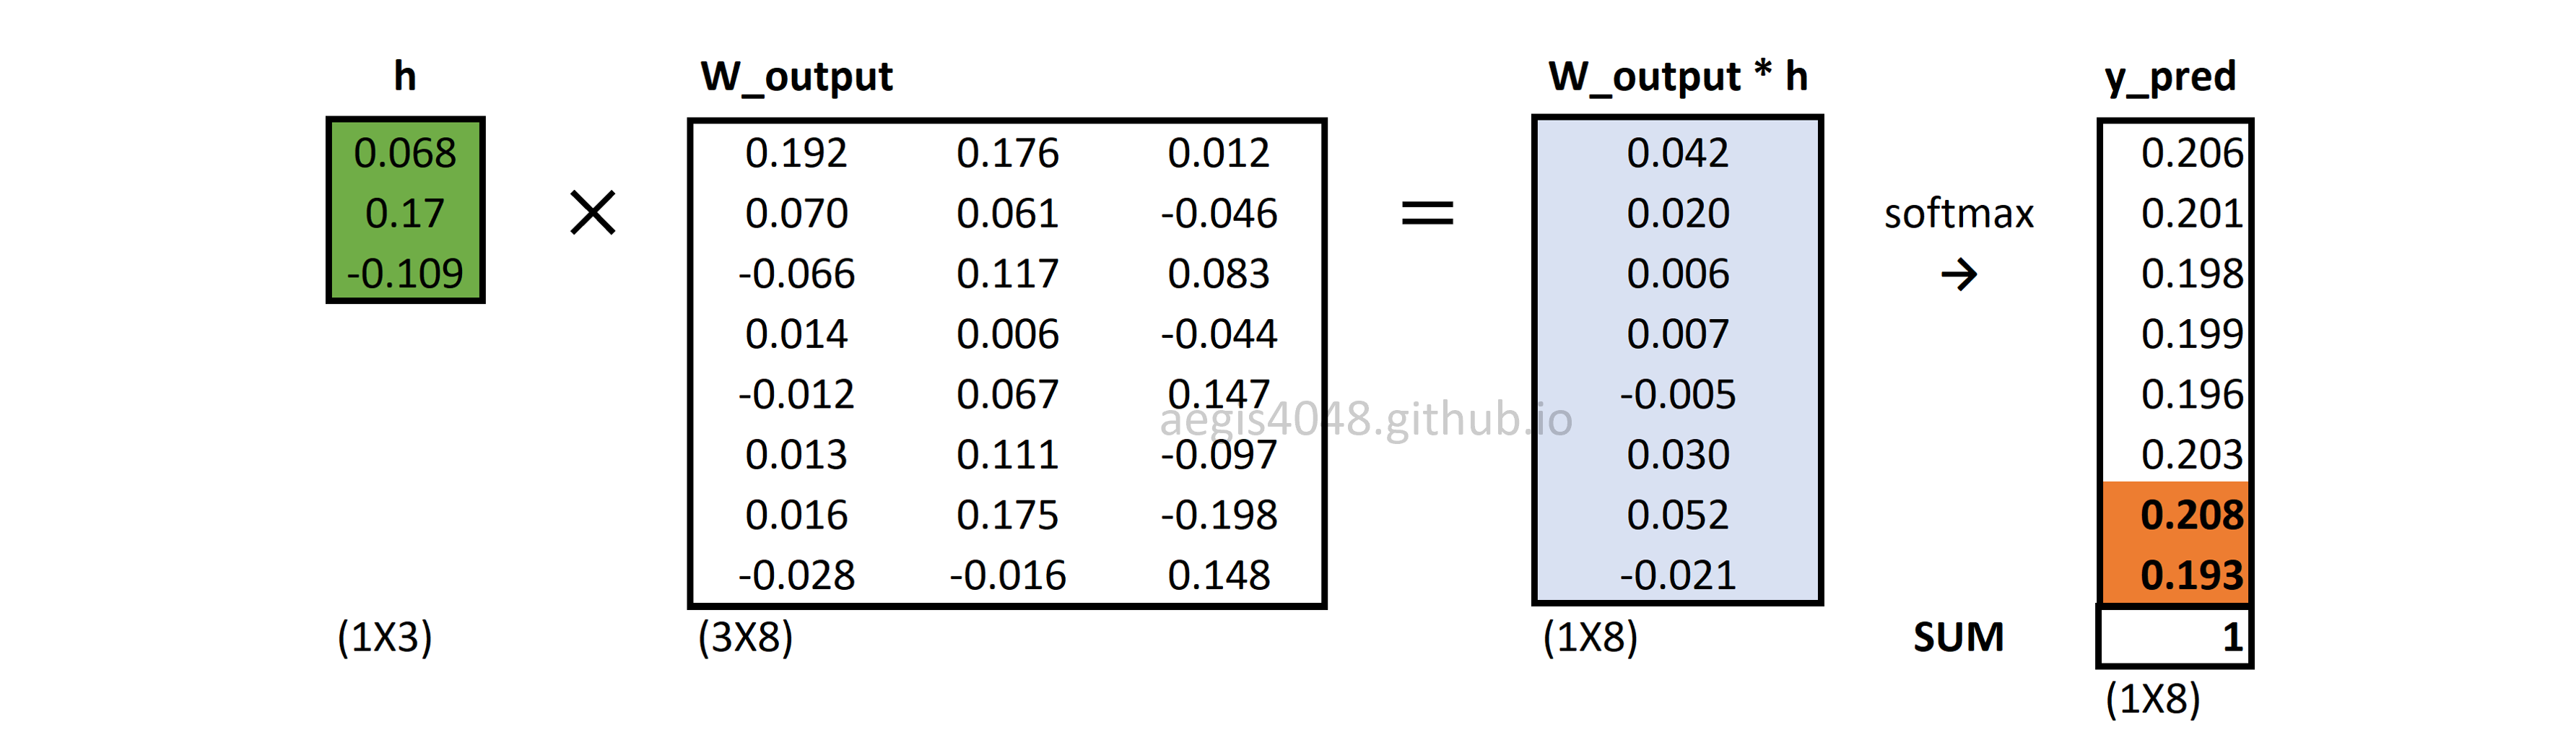 h W_output W_output * h y_pred
0.068 0.192 0.176 0.012 0.042 0.206
0.17 × 0.070 0.061 -0.046 = 0.020 softmax 0.201
-0.109 -0.066 0.117 0.083 0.006 → 0.198
0.014 0.006 -0.044 0.007 0.199
-0.012 0.067 0.147 -0.005 0.196
aegis4048.github.io
0.013 0.111 -0.097 0.030 0.203
0.016 0.175 -0.198 0.052 0.208
-0.028 -0.016 0.148 -0.021 0.193
(1X3) (3X8) (1X8) SUM 1
(1X8)